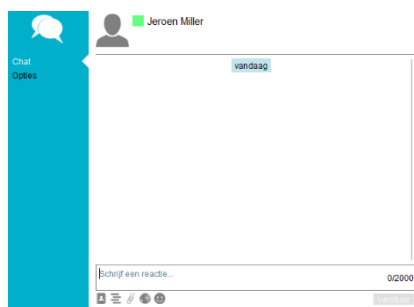 Jeroen Miller
Chat
Opties
vandaag
Schrijf een reactie...
0/2000
Verstuur